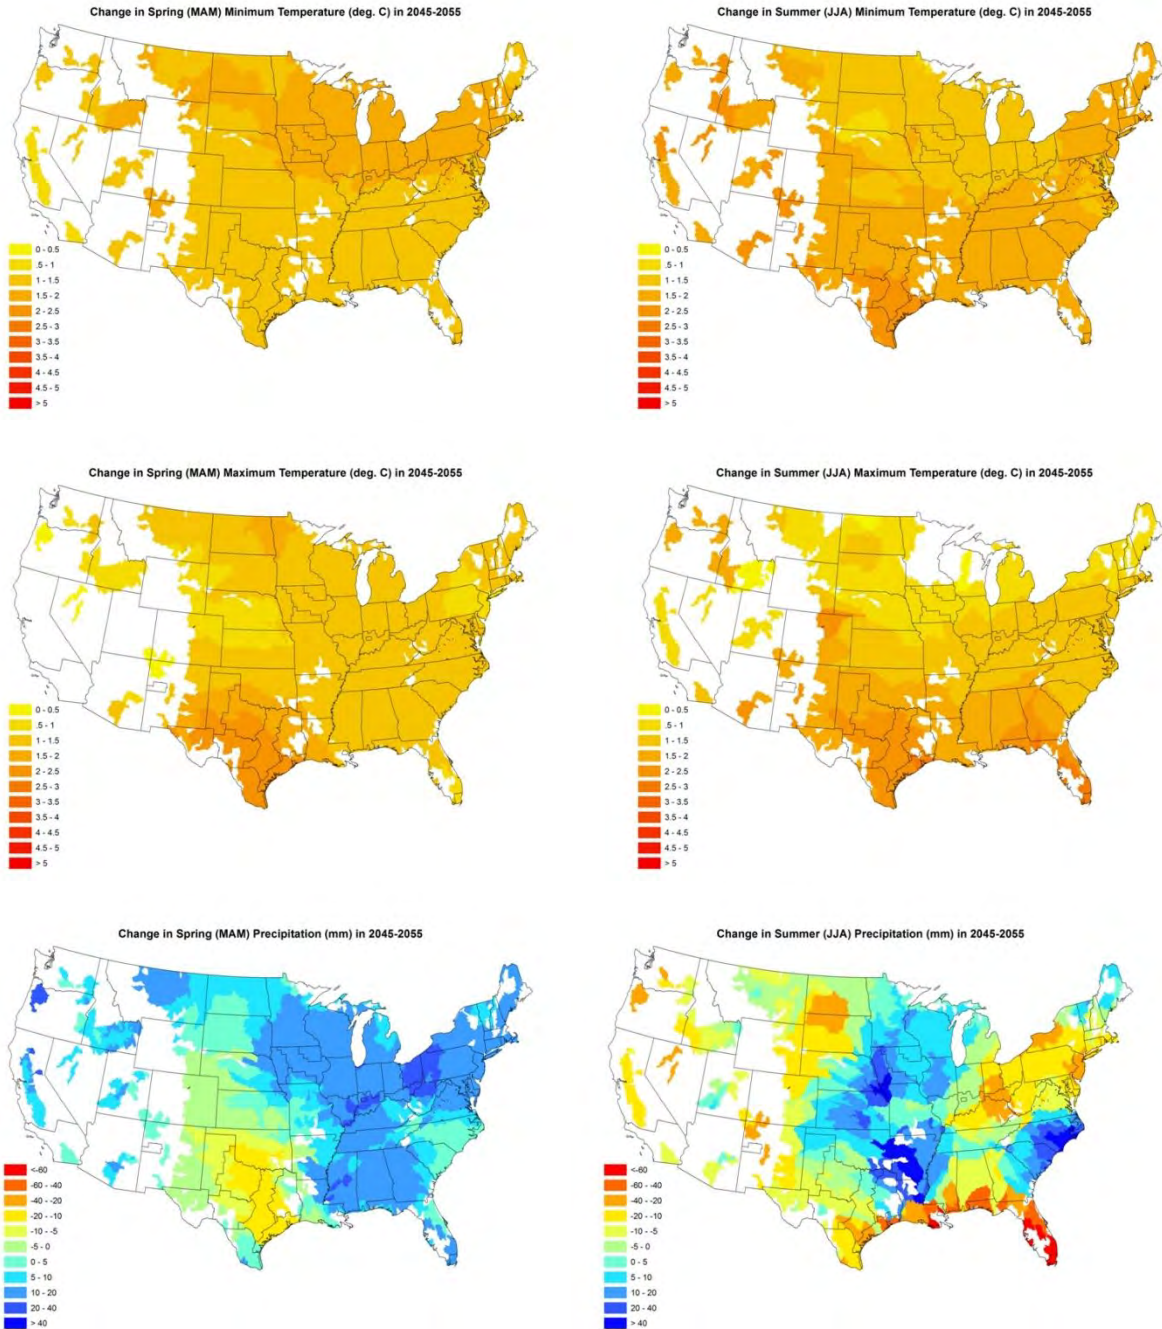 Change in Spring (MAM) Minimum Temperature (deg. C) in 2045-2055
0 - 0.5
.5 - 1
1 - 1.5
1.5 - 2
2 - 2.5
2.5 - 3
3 - 3.5
3.5 - 4
4 - 4.5
4.5 - 5
> 5
Change in Summer (JJA) Minimum Temperature (deg. C) in 2045-2055
0 - 0.5
.5 - 1
1 - 1.5
1.5 - 2
2 - 2.5
2.5 - 3
3 - 3.5
3.5 - 4
4 - 4.5
4.5 - 5
> 5
Change in Spring (MAM) Maximum Temperature (deg. C) in 2045-2055
0 - 0.5
.5 - 1
1 - 1.5
1.5 - 2
2 - 2.5
2.5 - 3
3 - 3.5
3.5 - 4
4 - 4.5
4.5 - 5
> 5
Change in Summer (JJA) Maximum Temperature (deg. C) in 2045-2055
0 - 0.5
.5 - 1
1 - 1.5
1.5 - 2
2 - 2.5
2.5 - 3
3 - 3.5
3.5 - 4
4 - 4.5
4.5 - 5
> 5
Change in Spring (MAM) Precipitation (mm) in 2045-2055
<-60
-60 - -40
-40 - -20
-20 - -10
-10 - -5
-5 - 0
0 - 5
5 - 10
10 - 20
20 - 40
> 40
Change in Summer (JJA) Precipitation (mm) in 2045-2055
<-60
-60 - -40
-40 - -20
-20 - -10
-10 - -5
-5 - 0
0 - 5
5 - 10
10 - 20
20 - 40
> 40